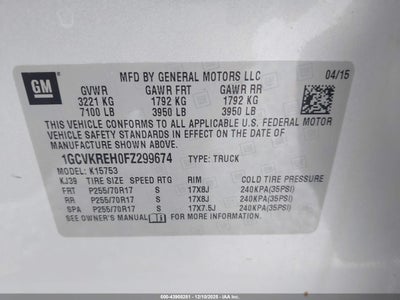 GM
MFD BY GENERAL MOTORS LLC
04/15
GVWR GAWR FRT GAWR RR
3221 KG 1792 KG 1792 KG
7100 LB 3950 LB 3950 LB
THIS VEHICLE CONFORMS TO ALL APPLICABLE U.S. FEDERAL MOTOR
VEHICLE SAFETY STANDARDS IN EFFECT ON THE DATE OF
MANUFACTURE SHOWN ABOVE.
1GCVKREH0FZ299674 TYPE: TRUCK
MODEL: K15753
KJ39 TIRE SIZE SPEED RTG RIM COLD TIRE PRESSURE
FRT P255/70R17 S 17X8J 240KPA(35PSI)
RR P255/70R17 S 17X8J 240KPA(35PSI)
SPA P255/70R17 S 17X7.5J 240KPA(35PSI)
SEE OWNER'S MANUAL FOR MORE INFORMATION.